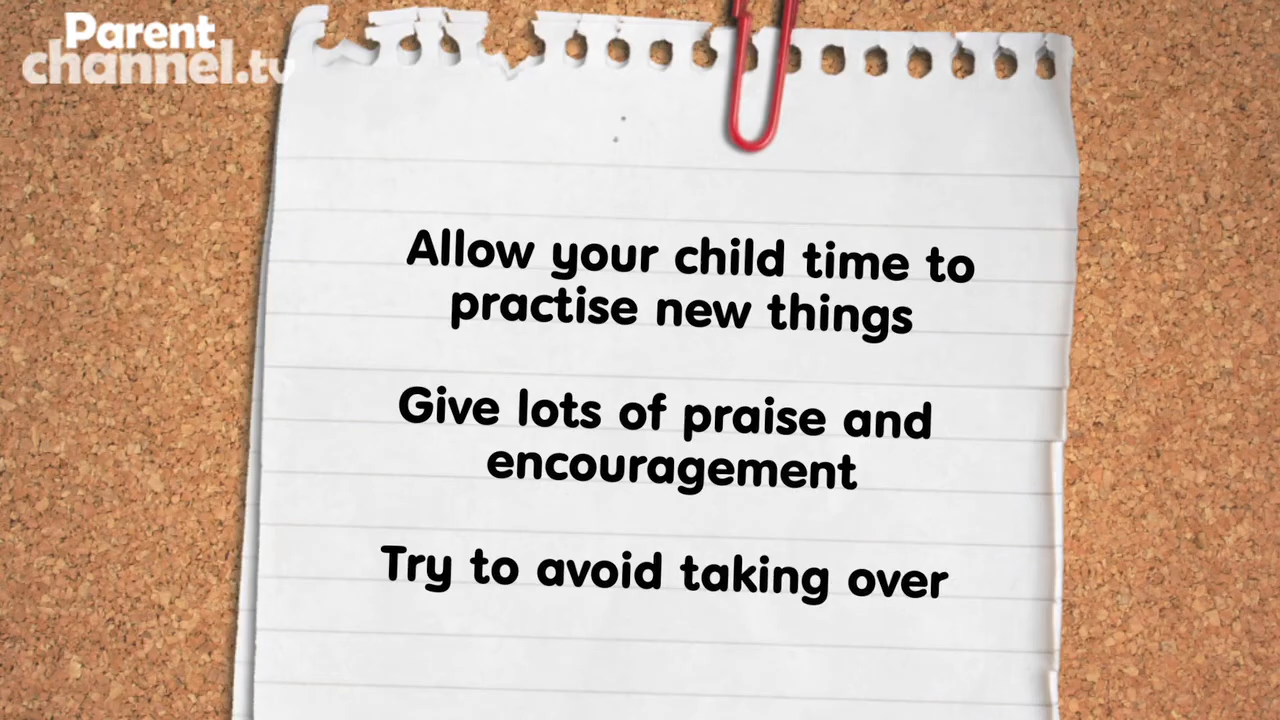 Parent
channel.tv
Allow your child time to
practise new things
Give lots of praise and
encouragement
Try to avoid taking over